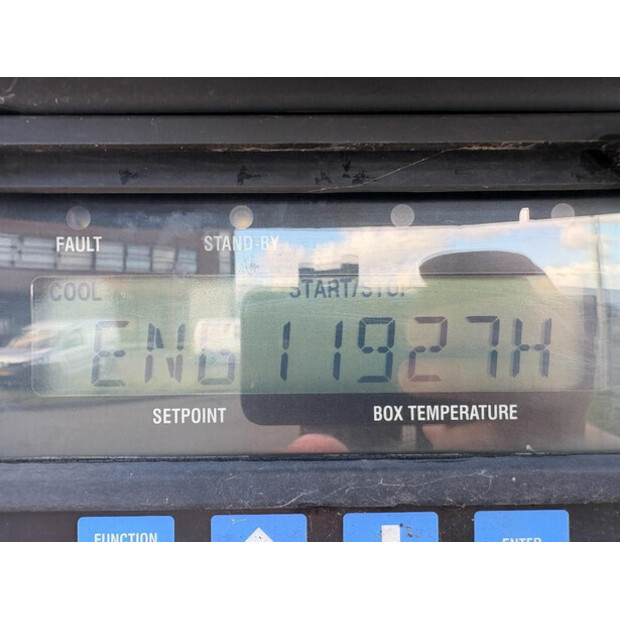 FAULT STAND-BY
COOL START/STOP
ENG 11927H
SETPOINT BOX TEMPERATURE
FUNCTION ENTER